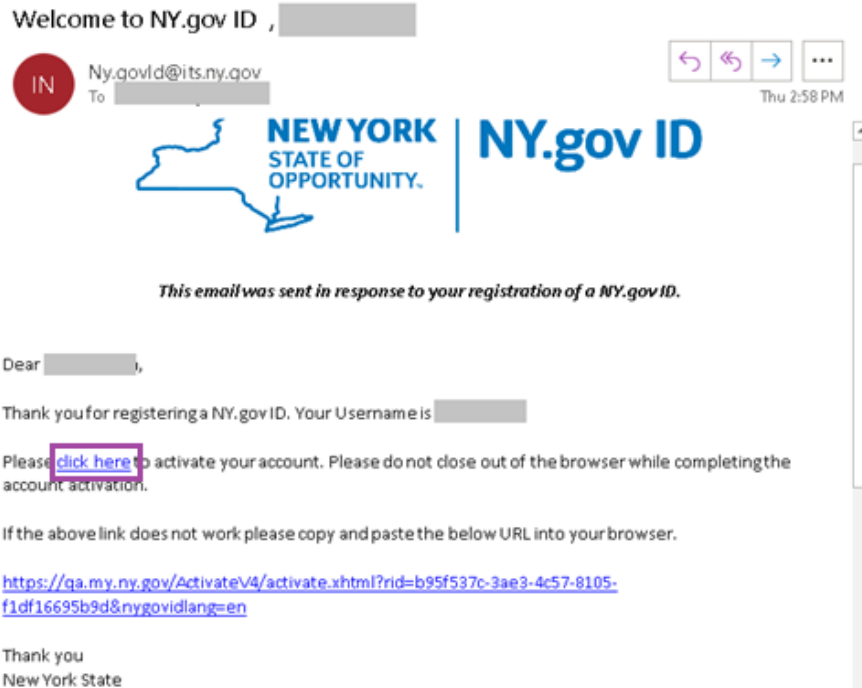 Welcome to NY.gov ID ,
IN
Ny.govId@its.ny.gov
To
Thu 2:58 PM
NEW YORK
STATE OF
OPPORTUNITY.
NY.gov ID
This email was sent in response to your registration of a NY.gov ID.
Dear ,
Thank you for registering a NY.gov ID. Your Username is
Please click here to activate your account. Please do not close out of the browser while completing the
account activation.
If the above link does not work please copy and paste the below URL into your browser.
https://qa.my.ny.gov/ActivateV4/activate.xhtml?rid=b95f537c-3ae3-4c57-8105-
f1df16695b9d&nygovidlang=en
Thank you
New York State